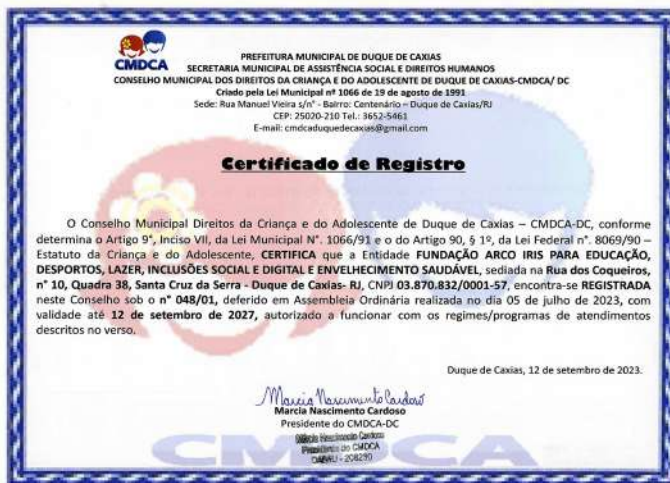 CMDCA
PREFEITURA MUNICIPAL DE DUQUE DE CAXIAS
SECRETARIA MUNICIPAL DE ASSISTÊNCIA SOCIAL E DIREITOS HUMANOS
CONSELHO MUNICIPAL DOS DIREITOS DA CRIANÇA E DO ADOLESCENTE DE DUQUE DE CAXIAS-CMDCA/ DC
Criado pela Lei Municipal nº 1066 de 19 de agosto de 1991
Sede: Rua Manuel Vieira s/n° - Bairro: Centenário – Duque de Caxias/RJ
CEP: 25020-210 Tel.: 3652-5461
E-mail: cmdcaduquedecaxias@gmail.com
Certificado de Registro
O Conselho Municipal Direitos da Criança e do Adolescente de Duque de Caxias – CMDCA-DC, conforme
determina o Artigo 9°, Inciso VII, da Lei Municipal N°. 1066/91 e o do Artigo 90, § 1º, da Lei Federal n°. 8069/90 –
Estatuto da Criança e do Adolescente, CERTIFICA que a Entidade FUNDAÇÃO ARCO IRIS PARA EDUCAÇÃO,
DESPORTOS, LAZER, INCLUSÕES SOCIAL E DIGITAL E ENVELHECIMENTO SAUDÁVEL, sediada na Rua dos Coqueiros,
n° 10, Quadra 38, Santa Cruz da Serra - Duque de Caxias- RJ, CNPJ 03.870.832/0001-57, encontra-se REGISTRADA
neste Conselho sob o n° 048/01, deferido em Assembleia Ordinária realizada no dia 05 de julho de 2023, com
validade até 12 de setembro de 2027, autorizado a funcionar com os regimes/programas de atendimentos
descritos no verso.
Duque de Caxias, 12 de setembro de 2023.
Marcia Nascimento Cardoso
Marcia Nascimento Cardoso
Presidente do CMDCA-DC
Márcia Nascimento Cardoso
Presidente do CMDCA
CMDCA